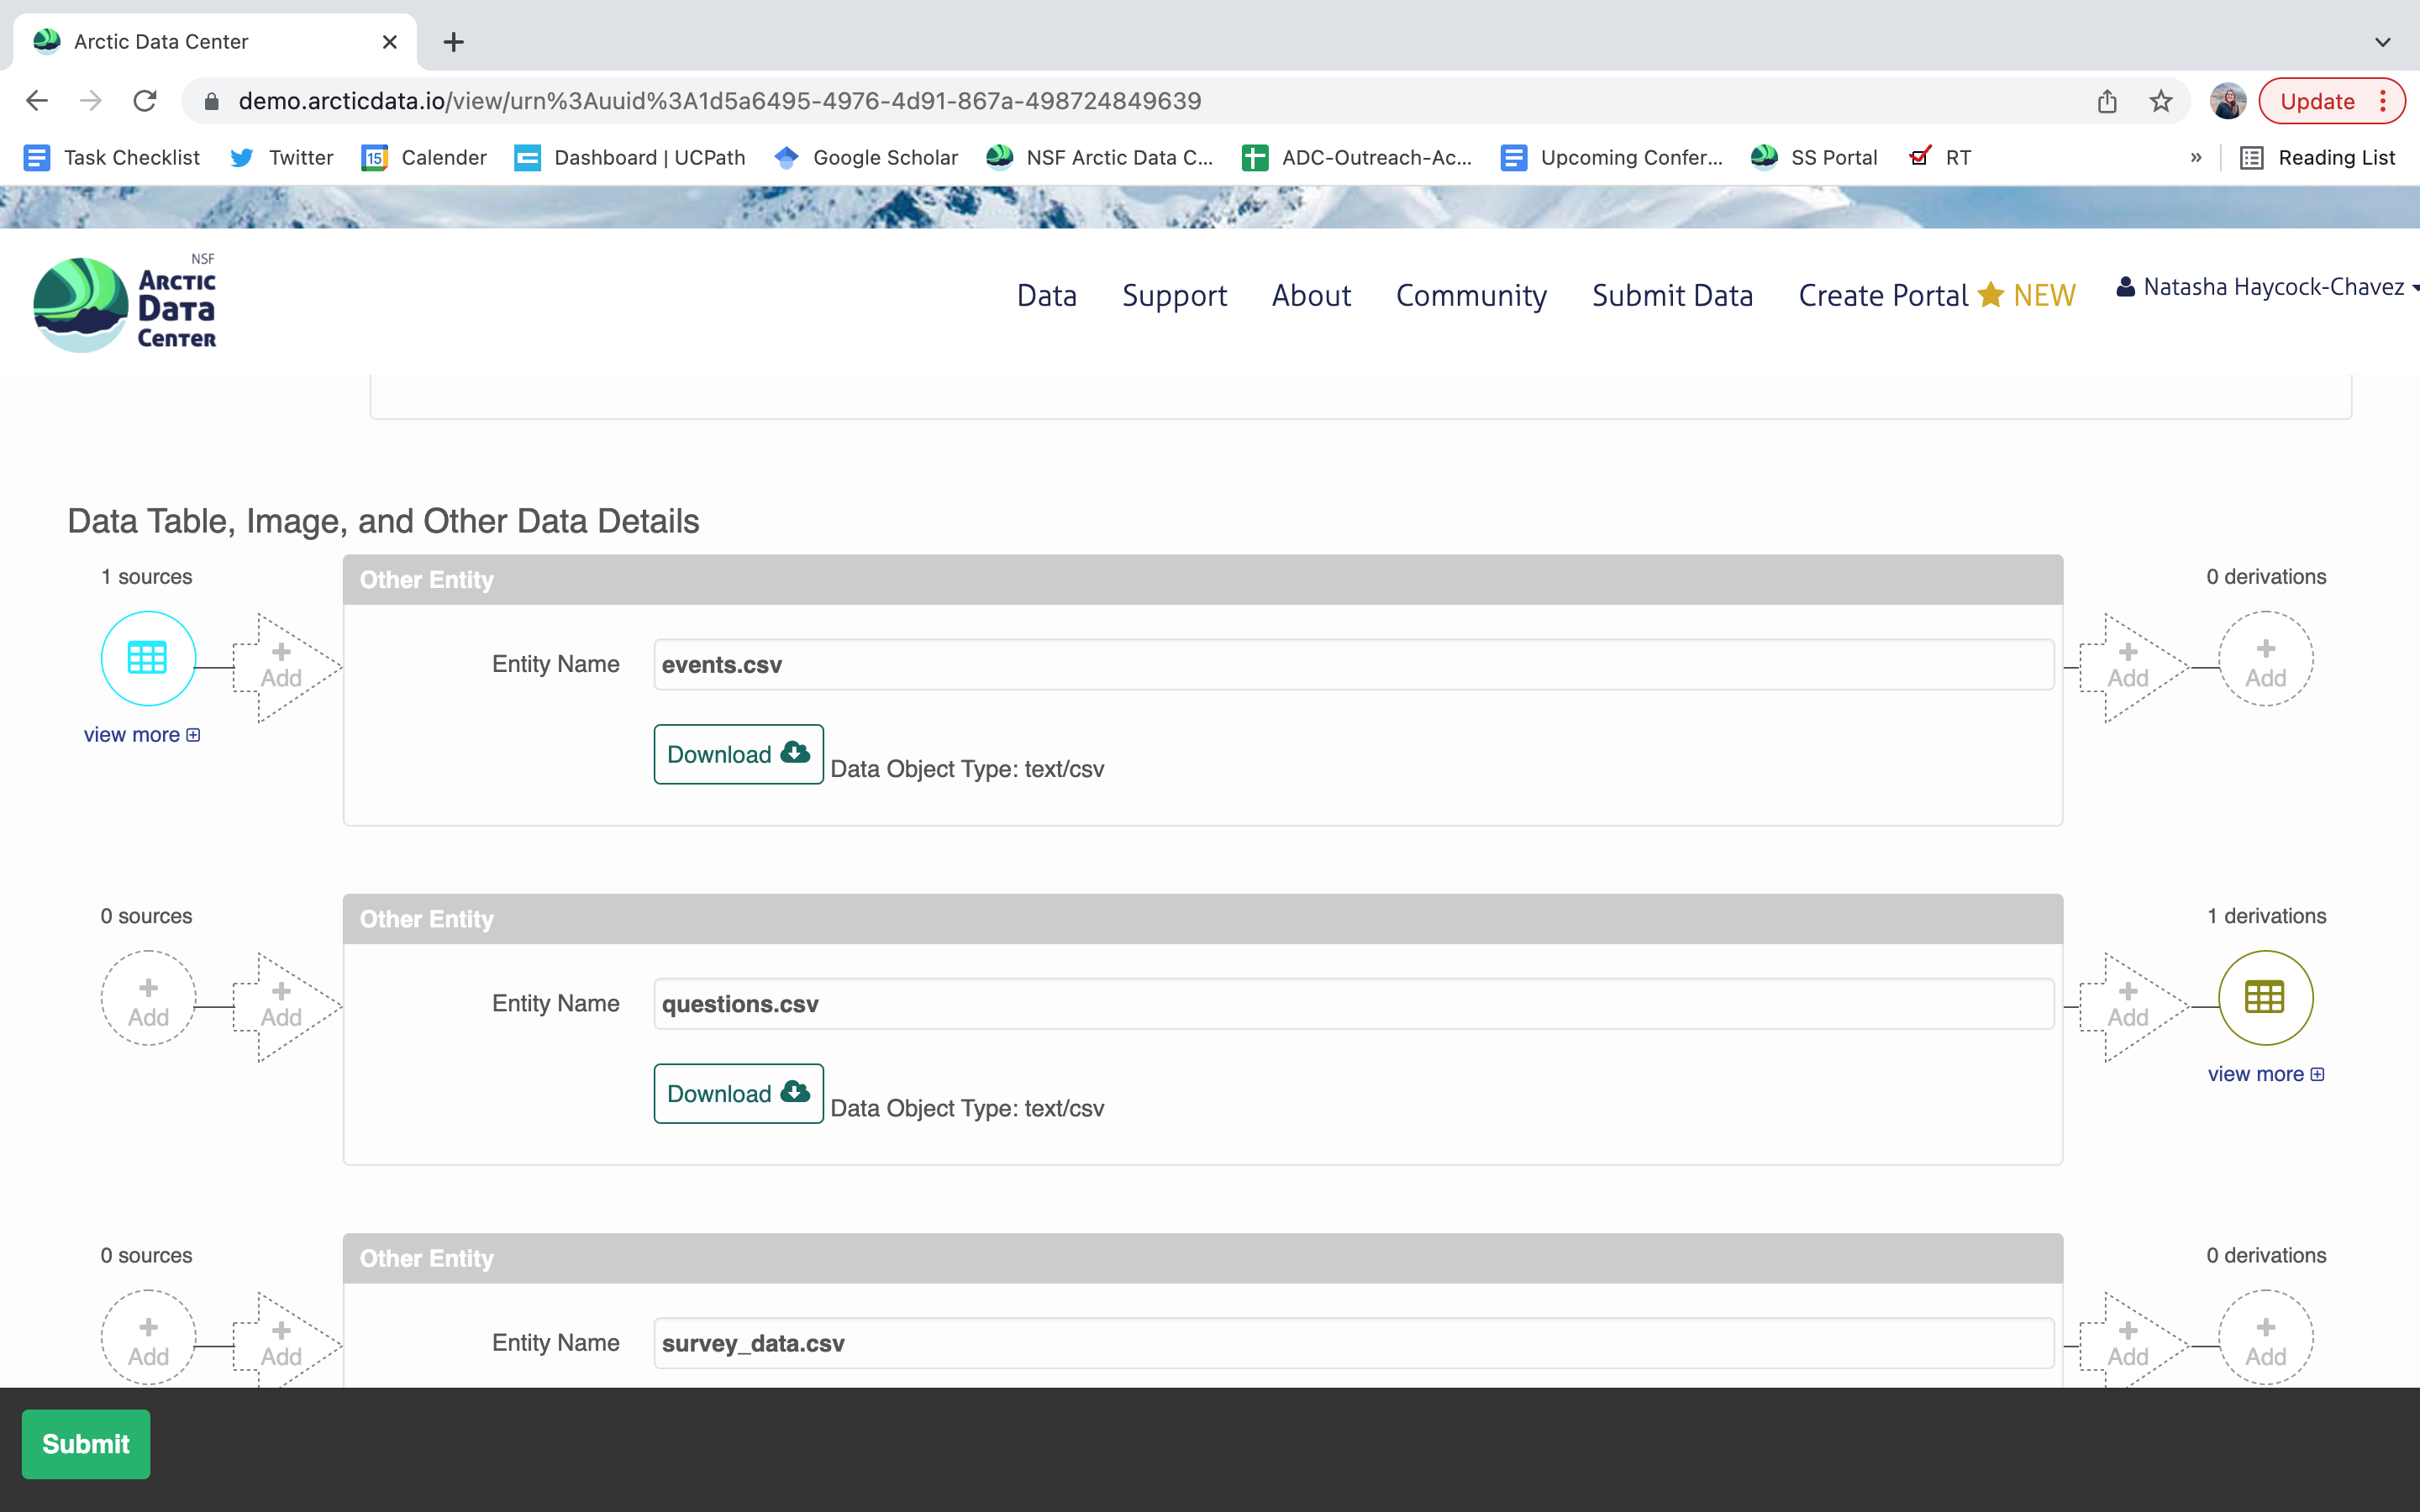 Arctic Data Center
demo.arcticdata.io/view/urn%3Auuid%3A1d5a6495-4976-4d91-867a-498724849639
Update
Task Checklist Twitter 15 Calender Dashboard | UCPath Google Scholar NSF Arctic Data C... ADC-Outreach-Ac... Upcoming Confer... SS Portal RT » Reading List
NSF
ARCTIC
DATA
CENTER
Data Support About Community Submit Data Create Portal NEW Natasha Haycock-Chavez
Data Table, Image, and Other Data Details
1 sources Other Entity 0 derivations
Entity Name events.csv
Add Add Add
view more
Download Data Object Type: text/csv
0 sources Other Entity 1 derivations
Entity Name questions.csv
Add Add Add
view more
Download Data Object Type: text/csv
0 sources Other Entity 0 derivations
Entity Name survey_data.csv
Add Add Add Add
Submit